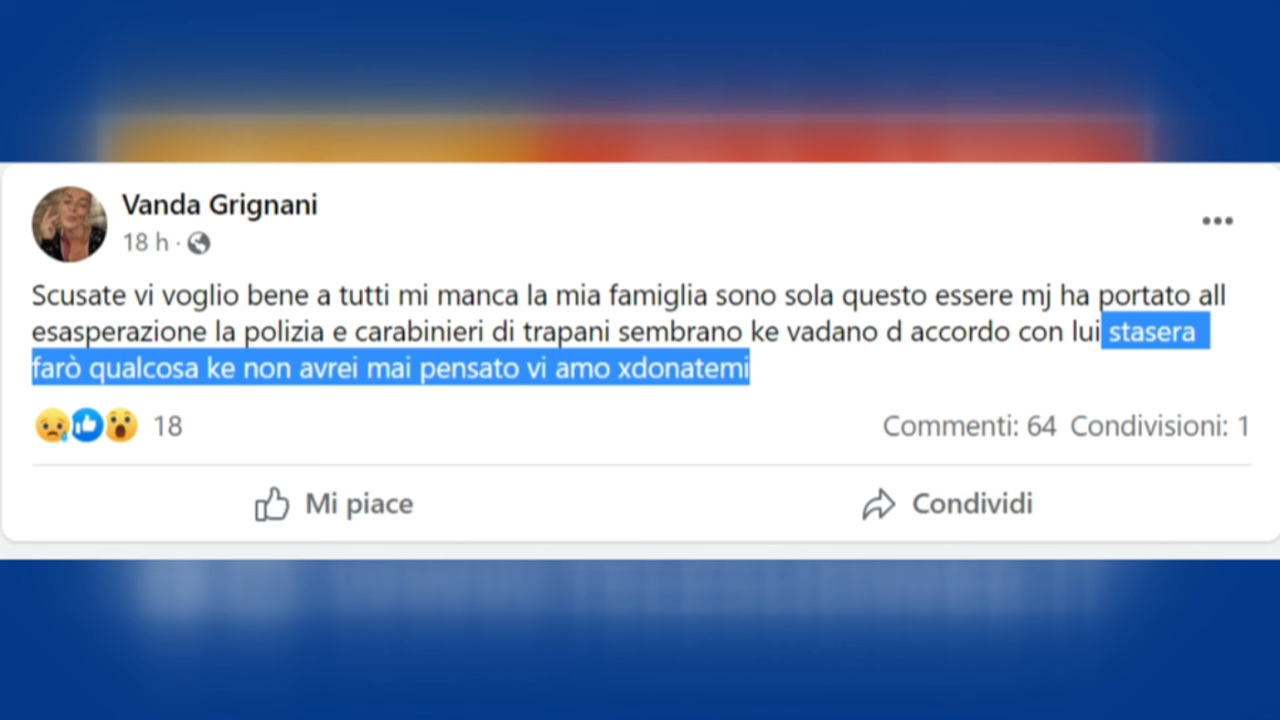 Vanda Grignani
18 h ·
Scusate vi voglio bene a tutti mi manca la mia famiglia sono sola questo essere mj ha portato all
esasperazione la polizia e carabinieri di trapani sembrano ke vadano d accordo con lui stasera
farò qualcosa ke non avrei mai pensato vi amo xdonatemi
18
Commenti: 64 Condivisioni: 1
Mi piace
Condividi